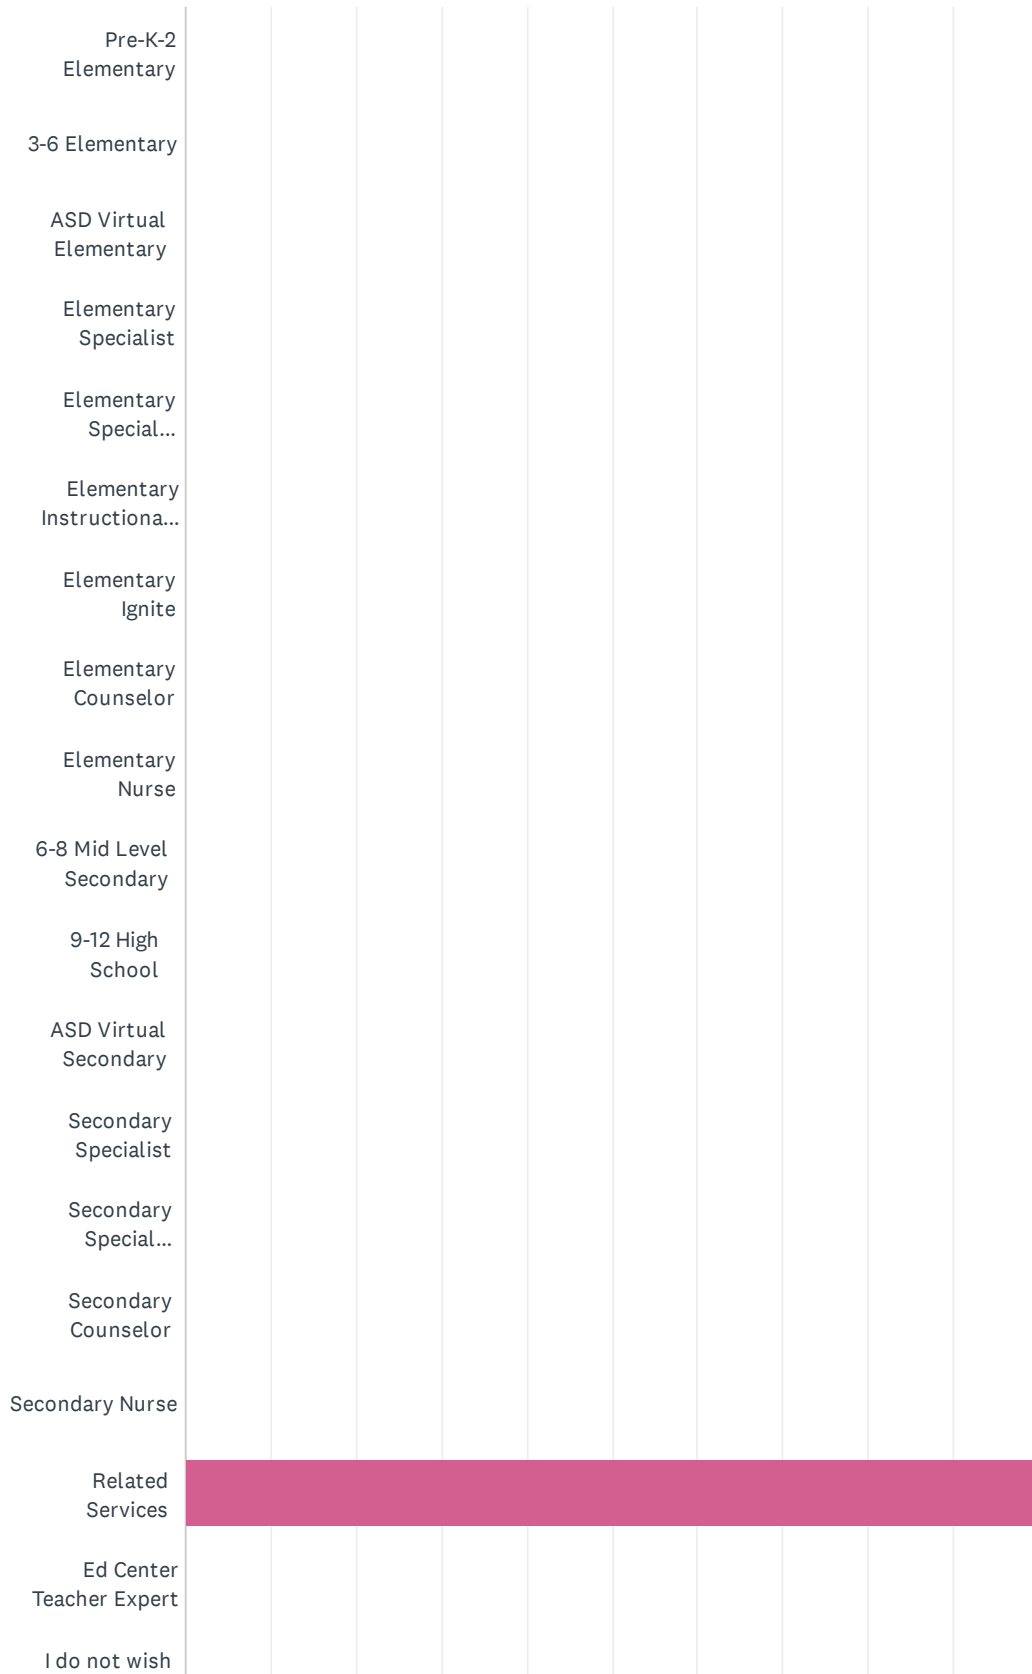 Pre-K-2
Elementary
3-6 Elementary
ASD Virtual
Elementary
Elementary
Specialist
Elementary
Special...
Elementary
Instructiona...
Elementary
Ignite
Elementary
Counselor
Elementary
Nurse
6-8 Mid Level
Secondary
9-12 High
School
ASD Virtual
Secondary
Secondary
Specialist
Secondary
Special...
Secondary
Counselor
Secondary Nurse
Related
Services
Ed Center
Teacher Expert
I do not wish